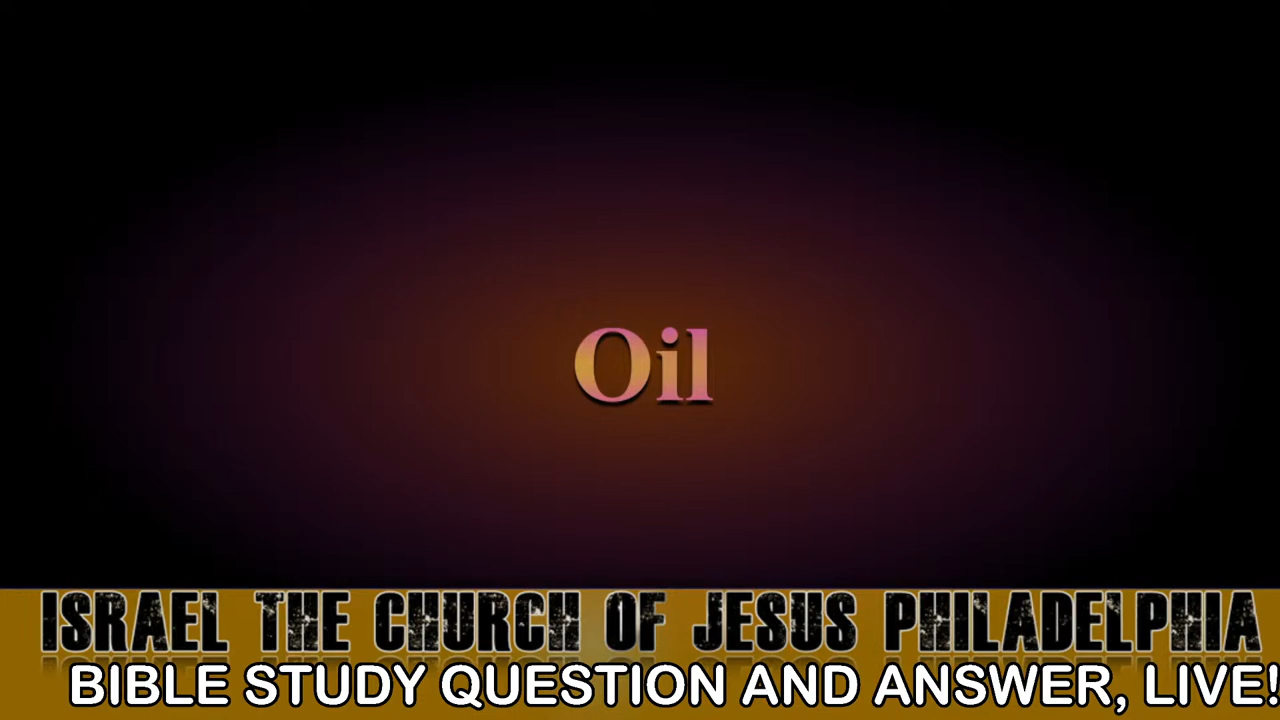 Oil
ISRAEL THE CHURCH OF JESUS PHILADELPHIA
BIBLE STUDY QUESTION AND ANSWER, LIVE!